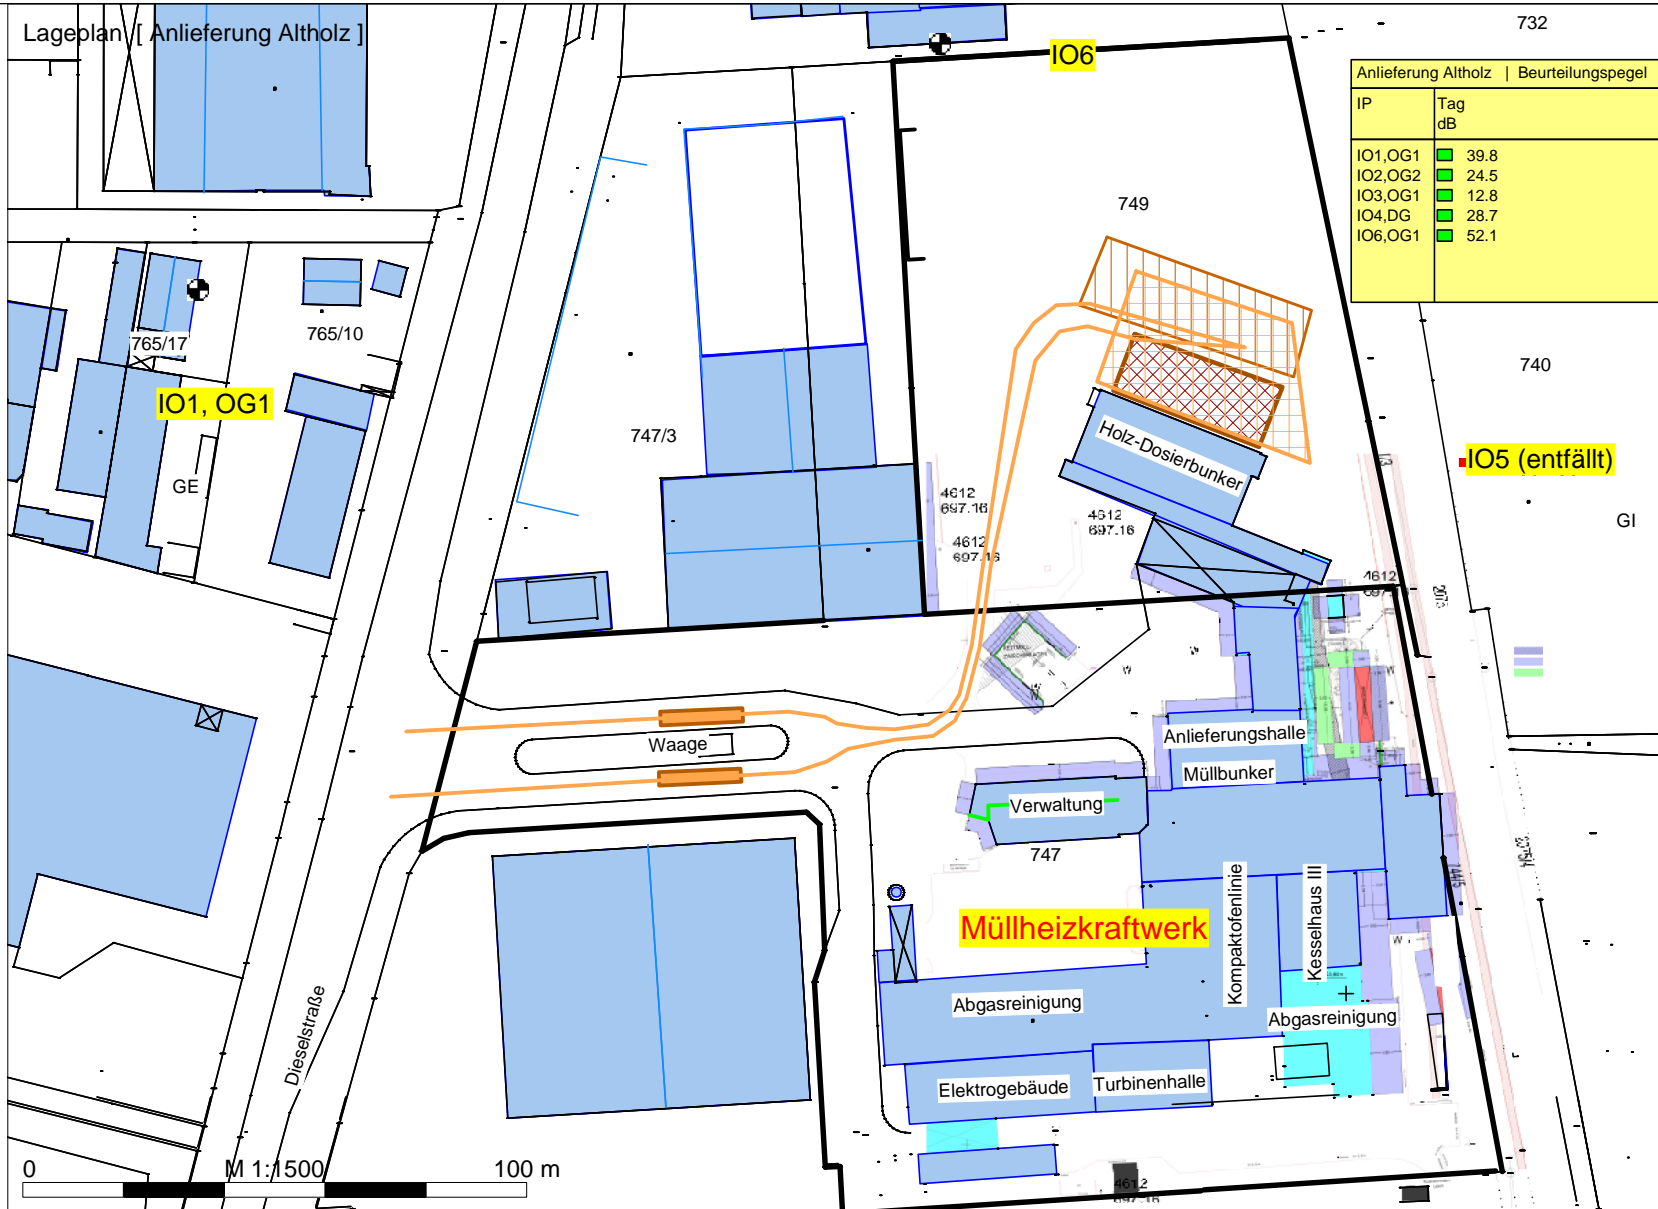 Lageplan [ Anlieferung Altholz ]
IO6
732
Anlieferung Altholz | Beurteilungspegel
IP Tag
dB
IO1,OG1 39.8
IO2,OG2 24.5
IO3,OG1 12.8
IO4,DG 28.7
IO6,OG1 52.1
749
765/17
765/10
740
IO1, OG1
747/3
Holz-Dosierbunker
IO5 (entfällt)
GE
GI
4612
697.16
4612
697.16
4612
697.16
4612
Waage
Anlieferungshalle
Müllbunker
Verwaltung
747
Kompaktofenlinie
Kesselhaus III
Müllheizkraftwerk
W
Abgasreinigung
Abgasreinigung
Dieselstraße
Elektrogebäude
Turbinenhalle
0 M 1:1500 100 m
4612
697.16